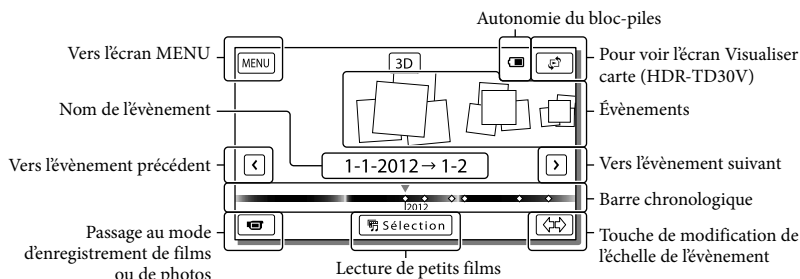 Autonomie du bloc-piles
Vers l'écran MENU
MENU
3D
Pour voir l'écran Visualiser
carte (HDR-TD30V)
Nom de l'évènement
Évènements
Vers l'évènement précédent
1-1-2012→ 1-2
Vers l'évènement suivant
Barre chronologique
2012
Passage au mode
d'enregistrement de films
ou de photos
Sélection
Lecture de petits films
Touche de modification de
l'échelle de l'évènement